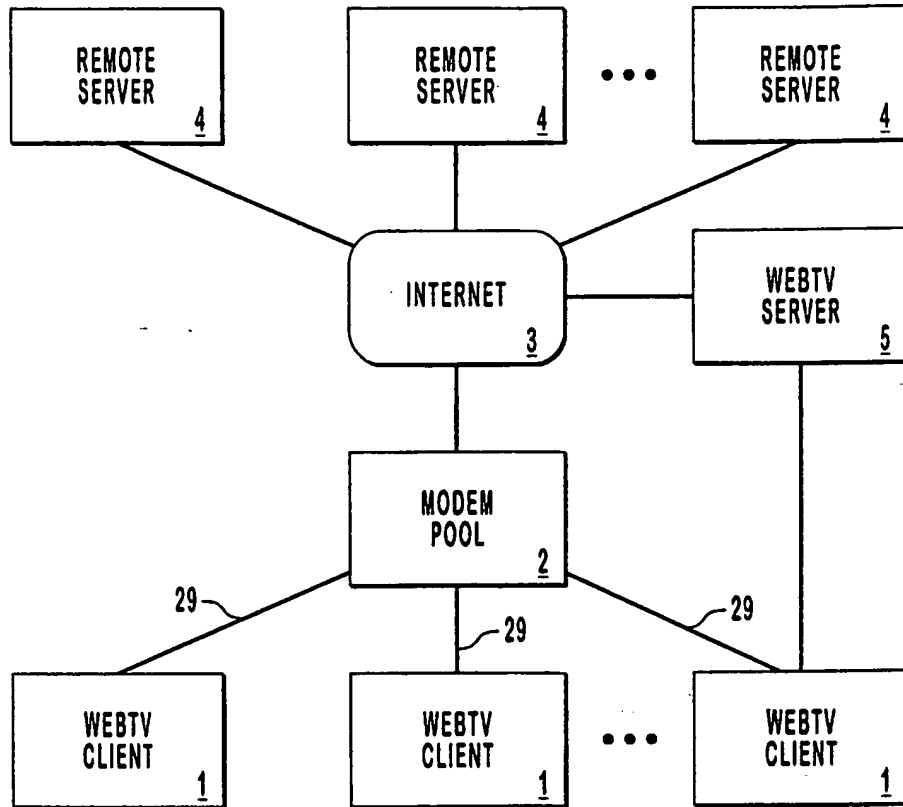 REMOTE
SERVER
4
REMOTE
SERVER
4
REMOTE
SERVER
4
INTERNET
3
WEBTV
SERVER
5
MODEM
POOL
2
29
29
29
WEBTV
CLIENT
1
WEBTV
CLIENT
1
WEBTV
CLIENT
1